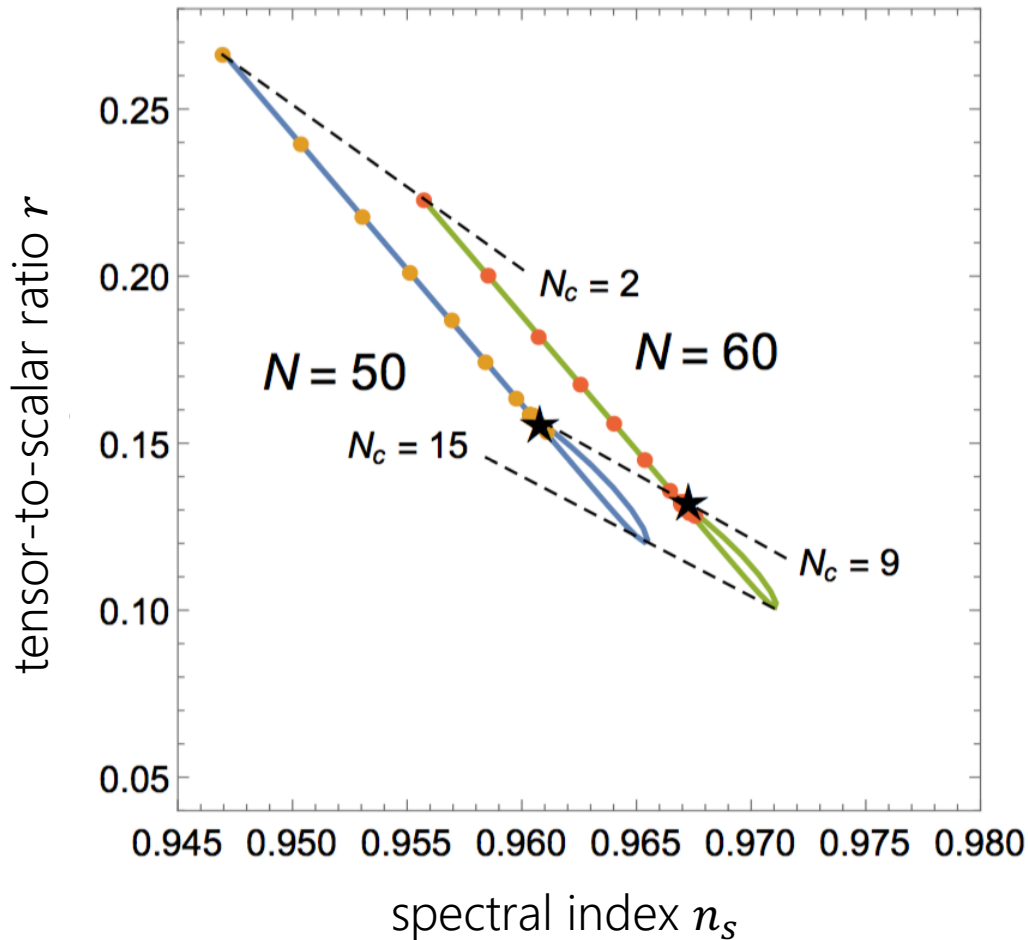 tensor-to-scalar ratio r
0.25
0.20
0.15
0.10
0.05
N_c = 2
N = 60
N = 50
N_c = 15
N_c = 9
0.945 0.950 0.955 0.960 0.965 0.970 0.975 0.980
spectral index n_s